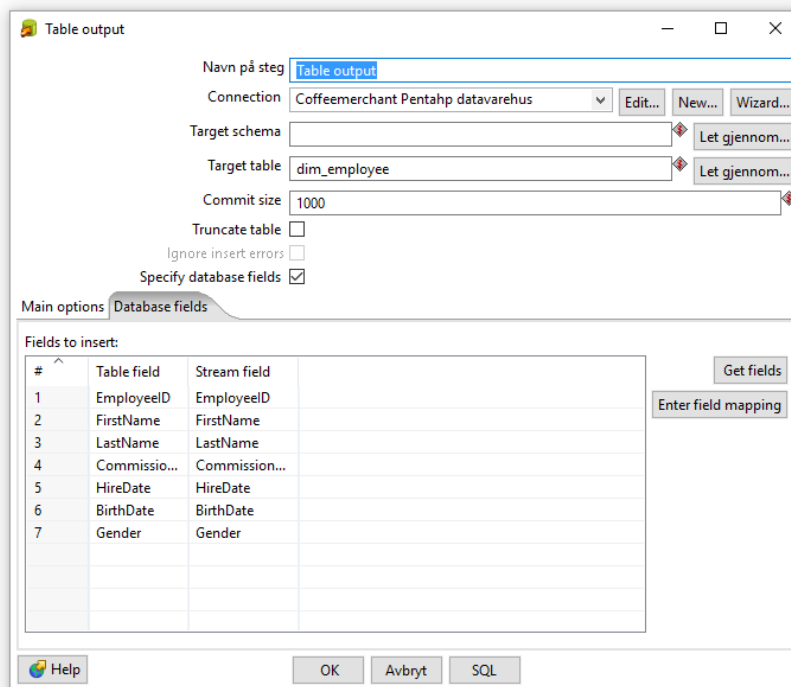 Table output
Navn på steg Table output
Connection Coffeemerchant Pentahp datavarehus Edit... New... Wizard...
Target schema Let gjennom...
Target table dim_employee Let gjennom...
Commit size 1000
Truncate table
Ignore insert errors
Specify database fields
Main options Database fields
Fields to insert:
# Table field Stream field
Get fields
1 EmployeeID EmployeeID
Enter field mapping
2 FirstName FirstName
3 LastName LastName
4 Commissio... Commission...
5 HireDate HireDate
6 BirthDate BirthDate
7 Gender Gender
Help OK Avbryt SQL